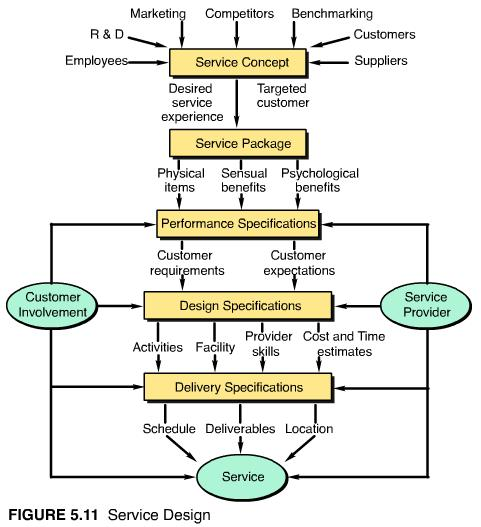 Marketing Competitors Benchmarking
R & D Customers
Employees Service Concept Suppliers
Desired Targeted
service customer
experience
Service Package
Physical Sensual Psychological
items benefits benefits
Performance Specifications
Customer Customer
requirements expectations
Customer Service
Involvement Design Specifications Provider
Provider Cost and Time
Activities Facility skills estimates
Delivery Specifications
Schedule Deliverables Location
Service
FIGURE 5.11 Service Design